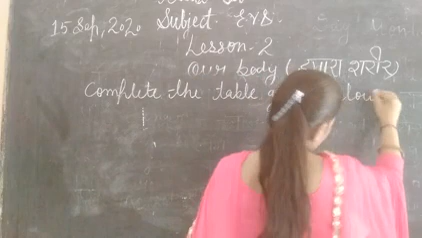 15 Sep, 2020 Subject - EVS.
Lesson - 2
Our body (हमारा शरीर)
Complete the table